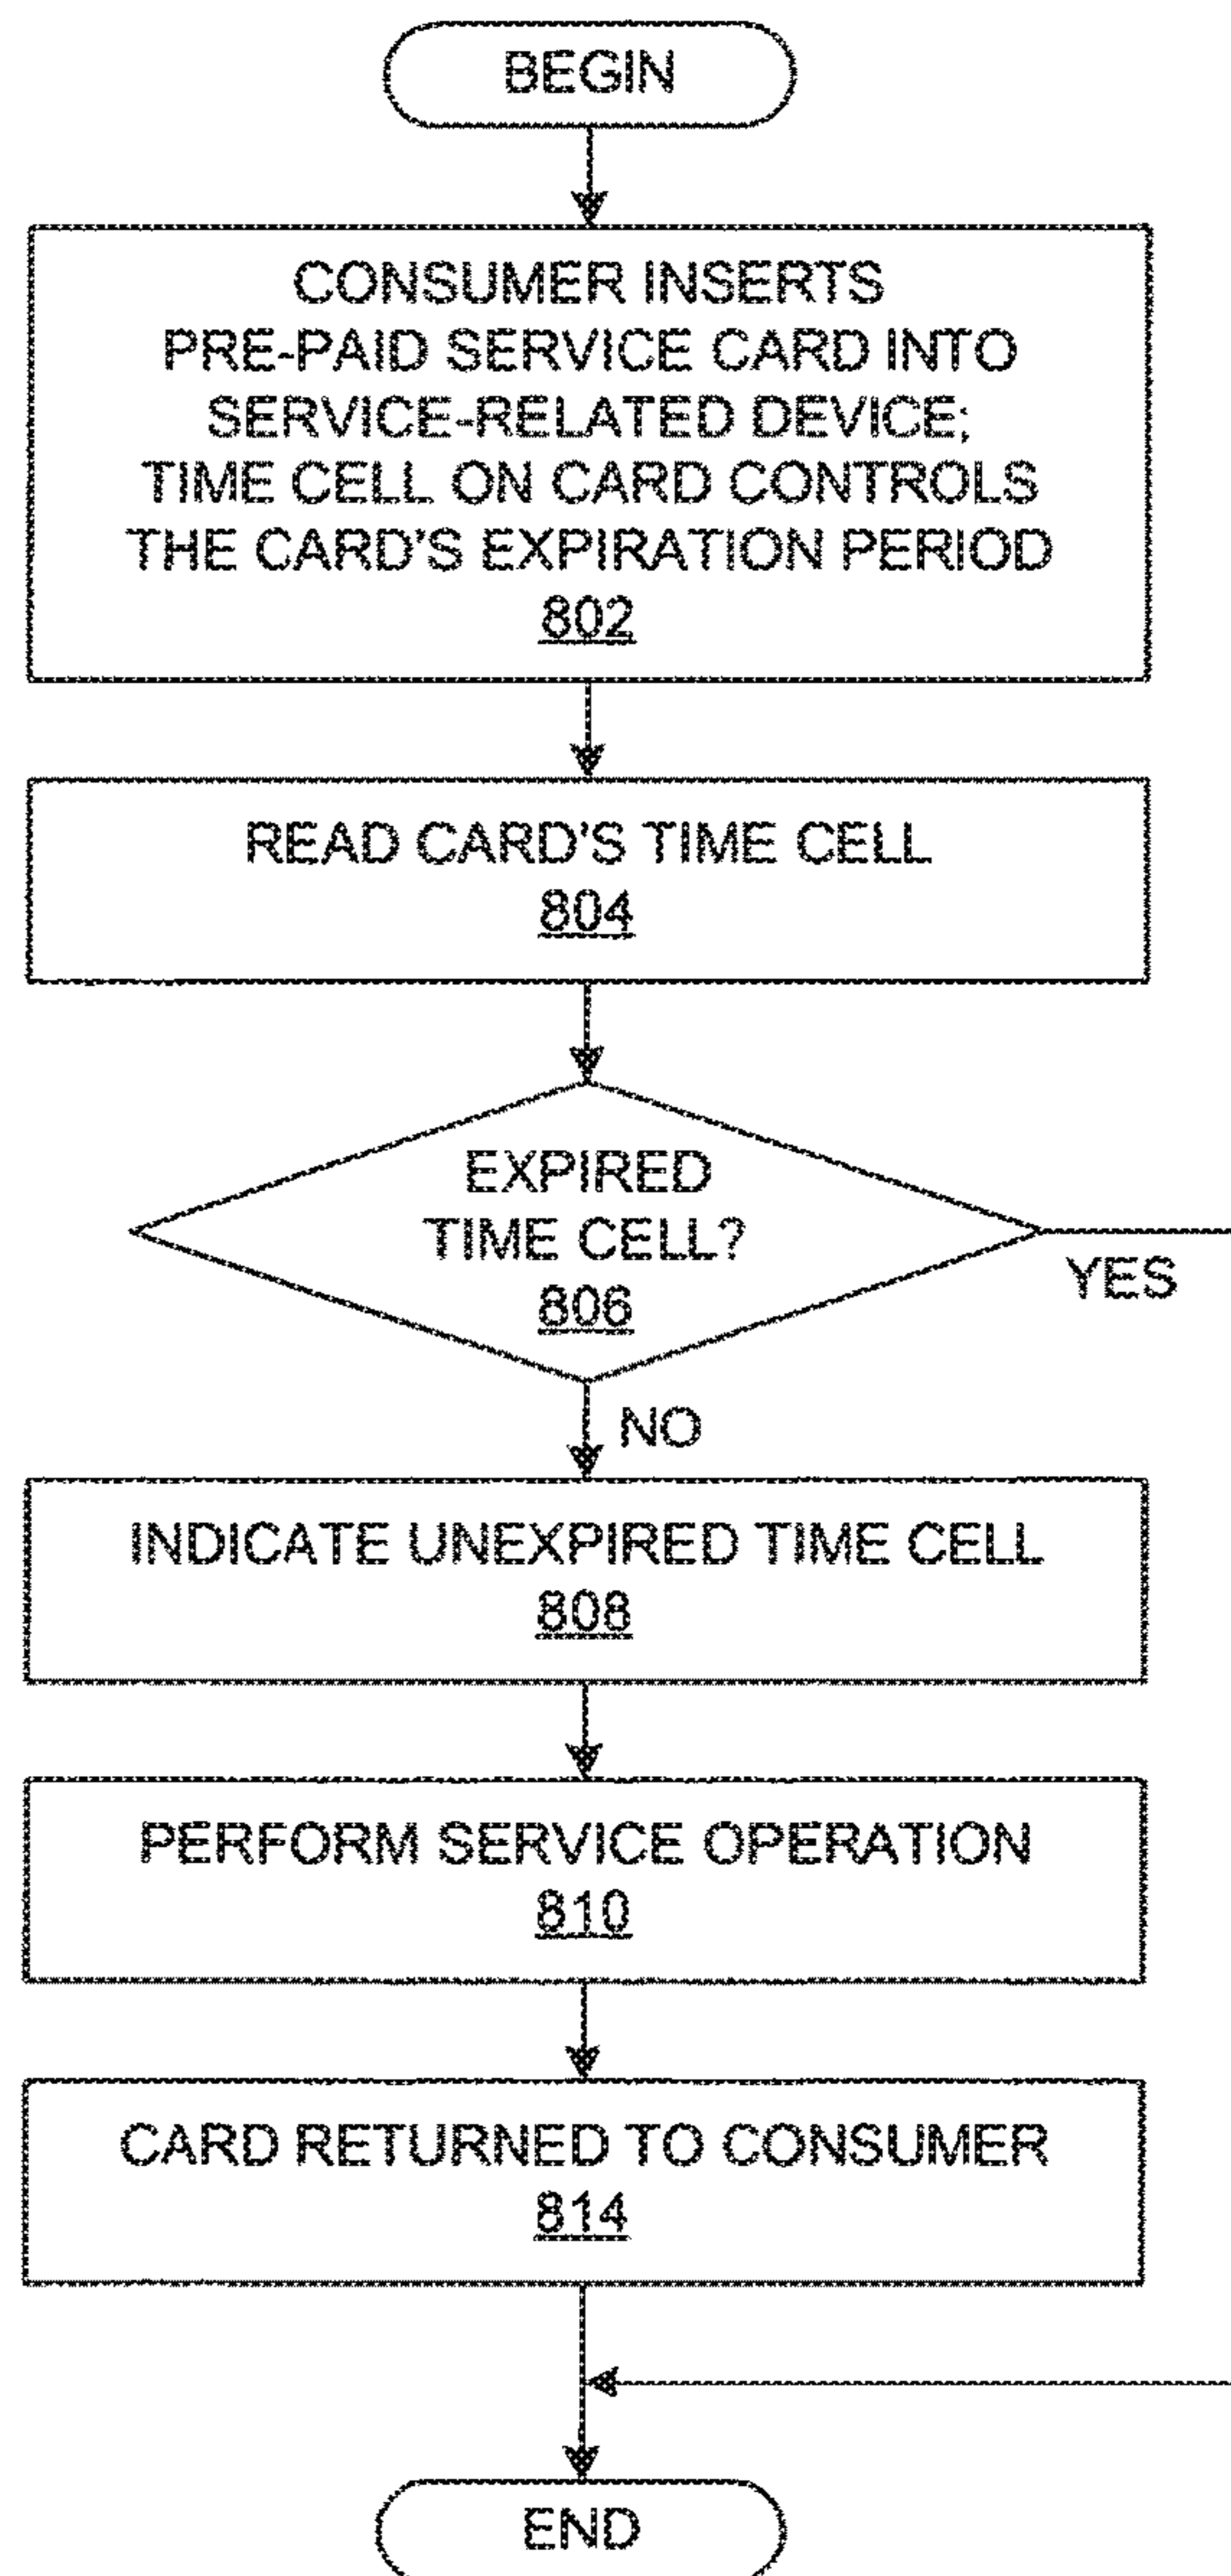 BEGIN
CONSUMER INSERTS
PRE-PAID SERVICE CARD INTO
SERVICE-RELATED DEVICE;
TIME CELL ON CARD CONTROLS
THE CARD'S EXPIRATION PERIOD
802
READ CARD'S TIME CELL
804
EXPIRED
TIME CELL?
806
YES
NO
INDICATE UNEXPIRED TIME CELL
808
PERFORM SERVICE OPERATION
810
CARD RETURNED TO CONSUMER
814
END